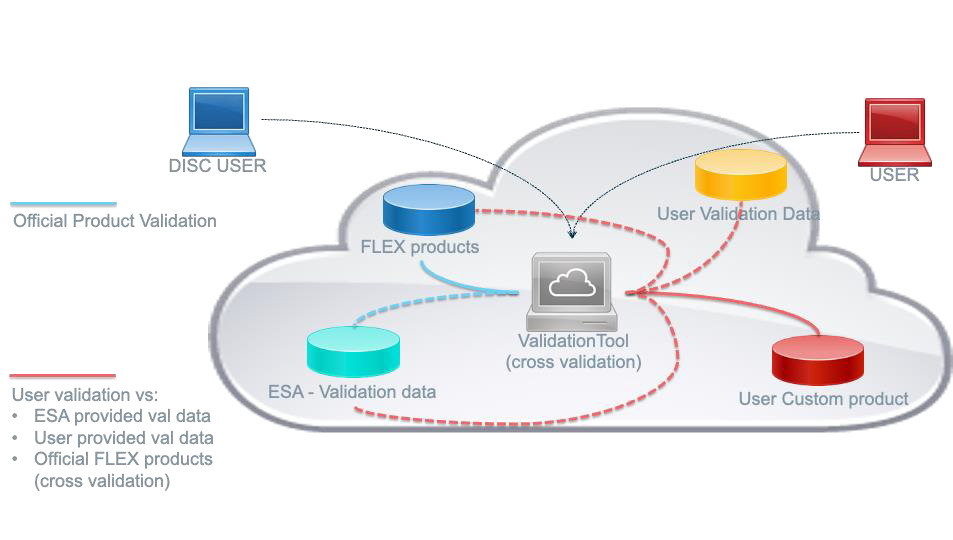 DISC USER
USER
Official Product Validation
User Validation Data
FLEX products
ValidationTool
(cross validation)
ESA - Validation data
User Custom product
User validation vs:
• ESA provided val data
• User provided val data
• Official FLEX products
(cross validation)